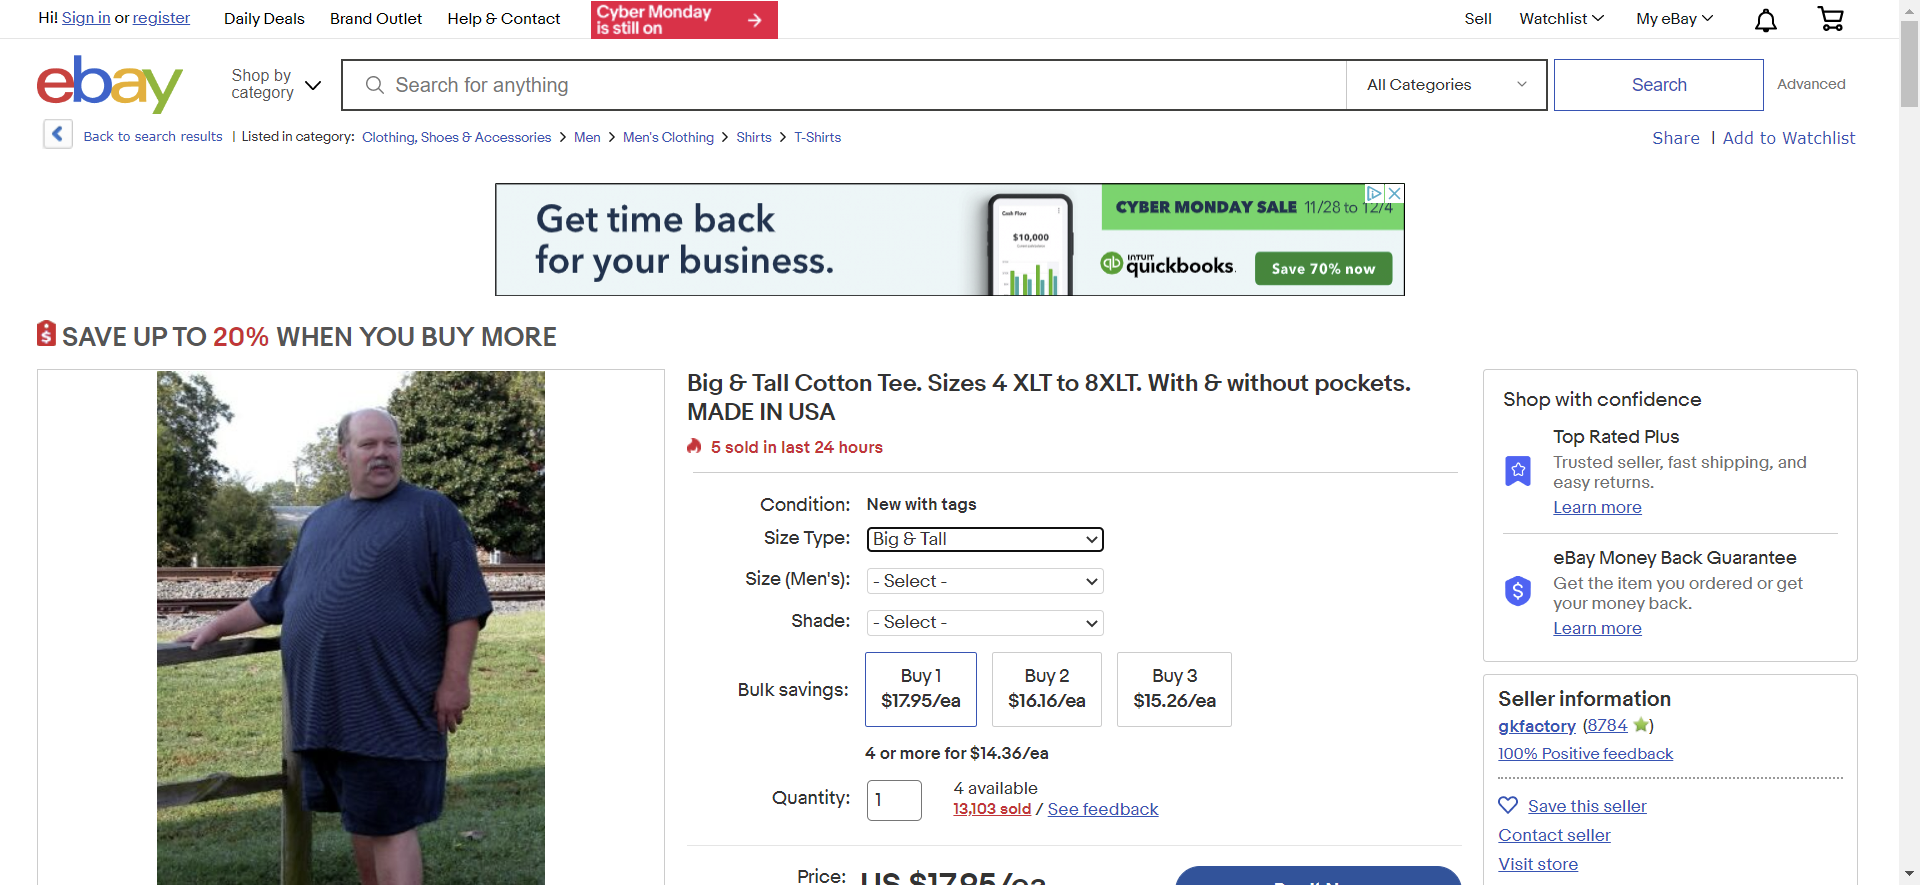 Hi! Sign in or register
Daily Deals
Brand Outlet
Help & Contact
Cyber Monday
is still on
Sell
Watchlist
My eBay
ebay
Shop by
category
Search for anything
All Categories
Search
Advanced
Back to search results | Listed in category: Clothing, Shoes & Accessories > Men > Men's Clothing > Shirts > T-Shirts
Share | Add to Watchlist
Get time back
for your business.
Cash Flow
$10,000
CYBER MONDAY SALE 11/28 to 12/4
qb INTUIT
quickbooks.
Save 70% now
SAVE UP TO 20% WHEN YOU BUY MORE
Big & Tall Cotton Tee. Sizes 4 XLT to 8XLT. With & without pockets.
MADE IN USA
5 sold in last 24 hours
Condition: New with tags
Size Type: Big & Tall
Size (Men's): - Select -
Shade: - Select -
Bulk savings:
Buy 1
$17.95/ea
Buy 2
$16.16/ea
Buy 3
$15.26/ea
4 or more for $14.36/ea
Quantity: 1
4 available
13,103 sold / See feedback
Price: US $17.95/ea
Shop with confidence
Top Rated Plus
Trusted seller, fast shipping, and
easy returns.
Learn more
eBay Money Back Guarantee
Get the item you ordered or get
your money back.
Learn more
Seller information
gkfactory (8784)
100% Positive feedback
Save this seller
Contact seller
Visit store